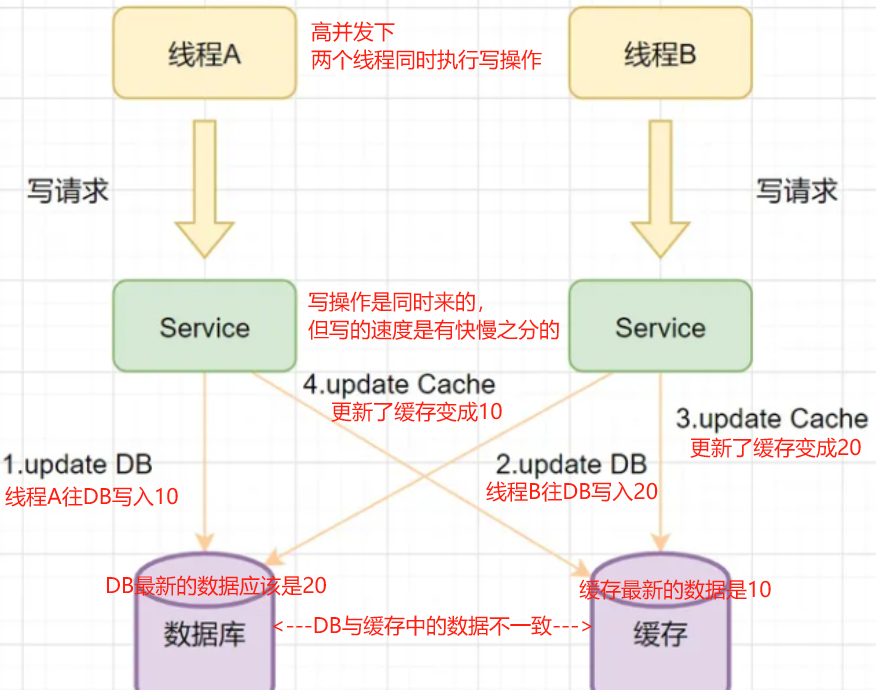 线程A
高并发下
两个线程同时执行写操作
线程B
写请求
写请求
Service
写操作是同时来的，
但写的速度是有快慢之分的
Service
4.update Cache
更新了缓存变成10
3.update Cache
更新了缓存变成20
1.update DB
线程A往DB写入10
2.update DB
线程B往DB写入20
DB最新的数据应该是20
缓存最新的数据是10
数据库
<---DB与缓存中的数据不一致--->
缓存